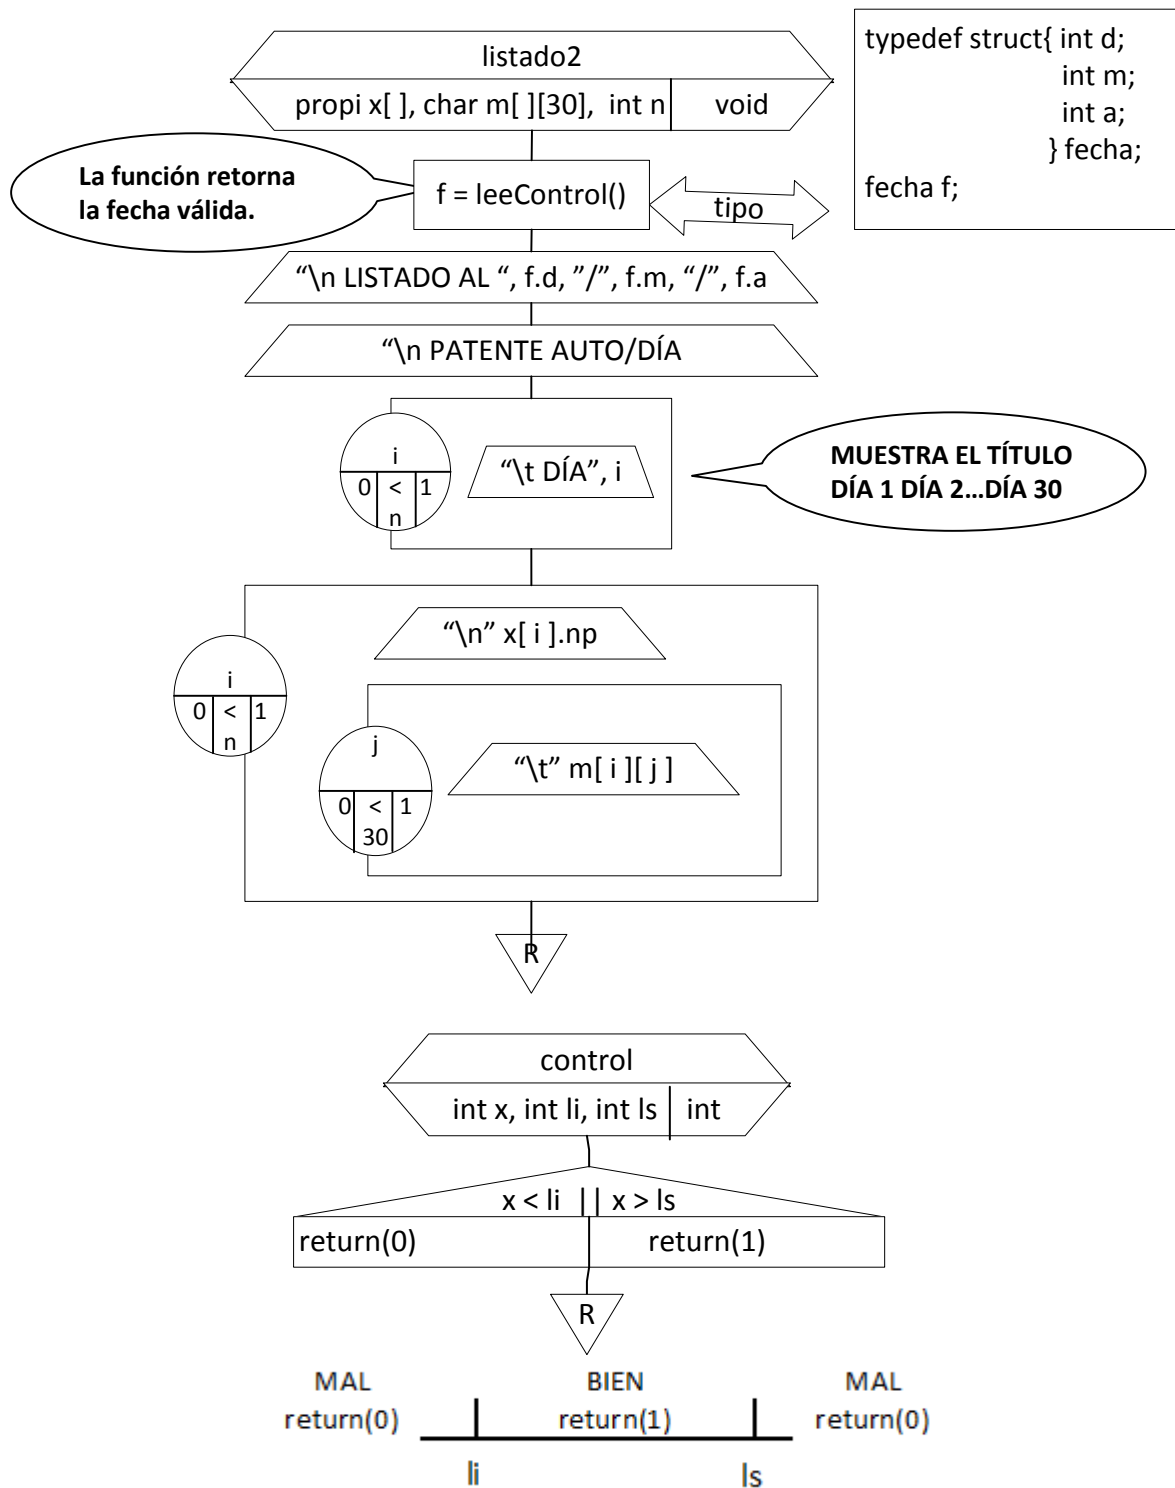 listado2
propi x[ ], char m[ ][30],  int n
void
typedef struct{ int d;
int m;
int a;
} fecha;
fecha f;
La función retorna
la fecha válida.
f = leeControl()
tipo
“\n LISTADO AL “, f.d, ”/”, f.m, “/”, f.a
“\n PATENTE AUTO/DÍA
i
0 < 1
n
“\t DÍA”, i
MUESTRA EL TÍTULO
DÍA 1 DÍA 2...DÍA 30
“\n” x[ i ].np
i
0 < 1
n
j
0 < 1
30
“\t” m[ i ][ j ]
R
control
int x, int li, int ls
int
x < li  || x > ls
return(0)
return(1)
R
MAL BIEN MAL
return(0) return(1) return(0)
li ls